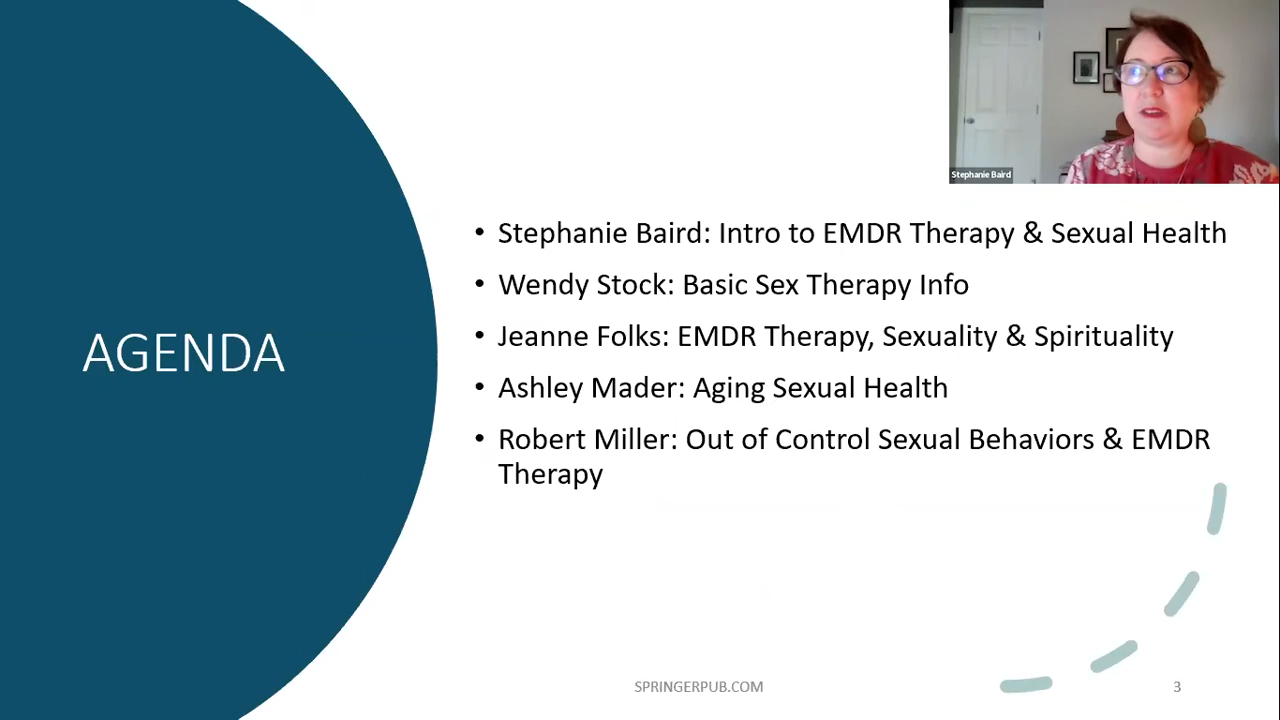 Stephanie Baird
• Stephanie Baird: Intro to EMDR Therapy & Sexual Health
• Wendy Stock: Basic Sex Therapy Info
AGENDA
• Jeanne Folks: EMDR Therapy, Sexuality & Spirituality
• Ashley Mader: Aging Sexual Health
• Robert Miller: Out of Control Sexual Behaviors & EMDR
Therapy
SPRINGERPUB.COM
3